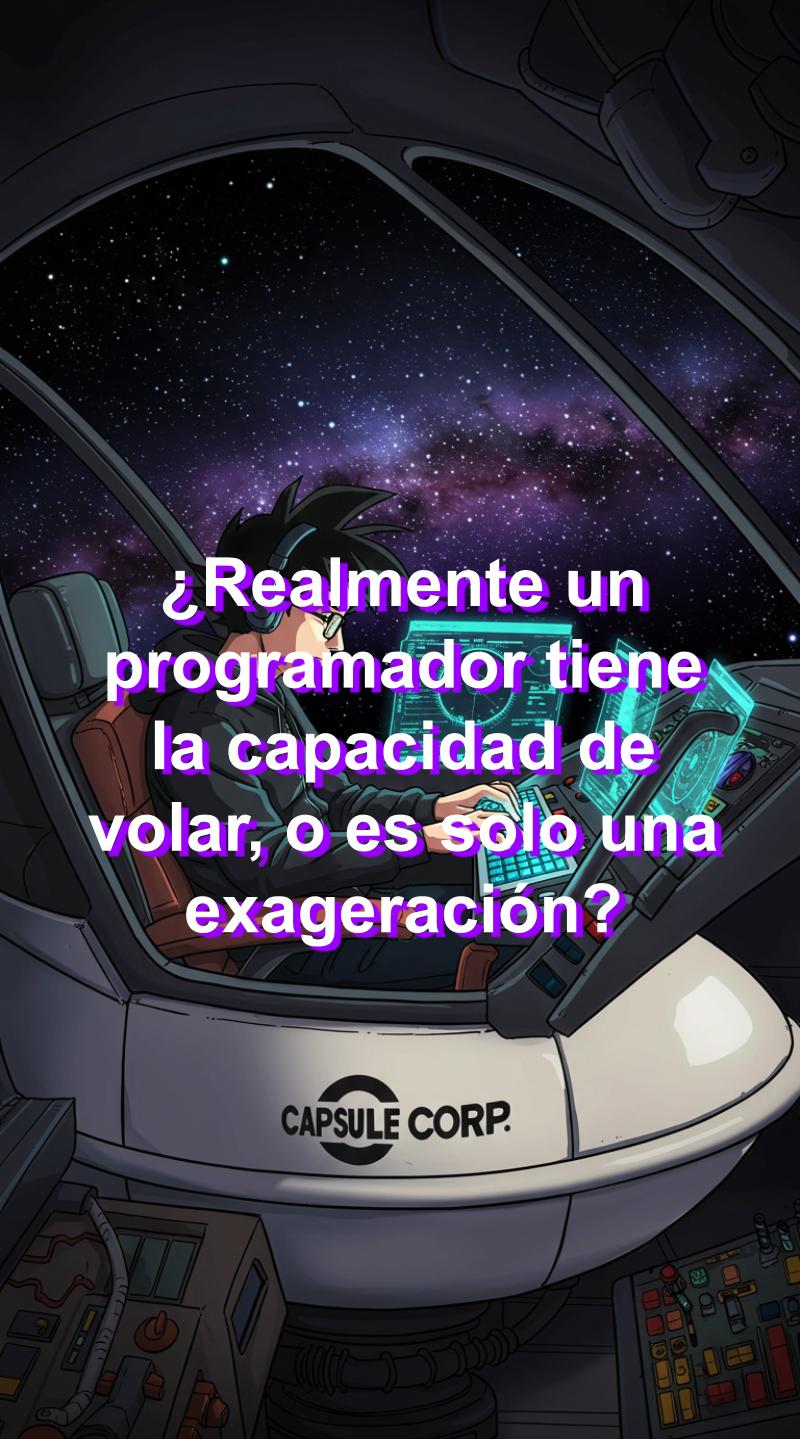 ¿Realmente un
programador tiene
la capacidad de
volar, o es solo una
exageración?
CAPSULE CORP.